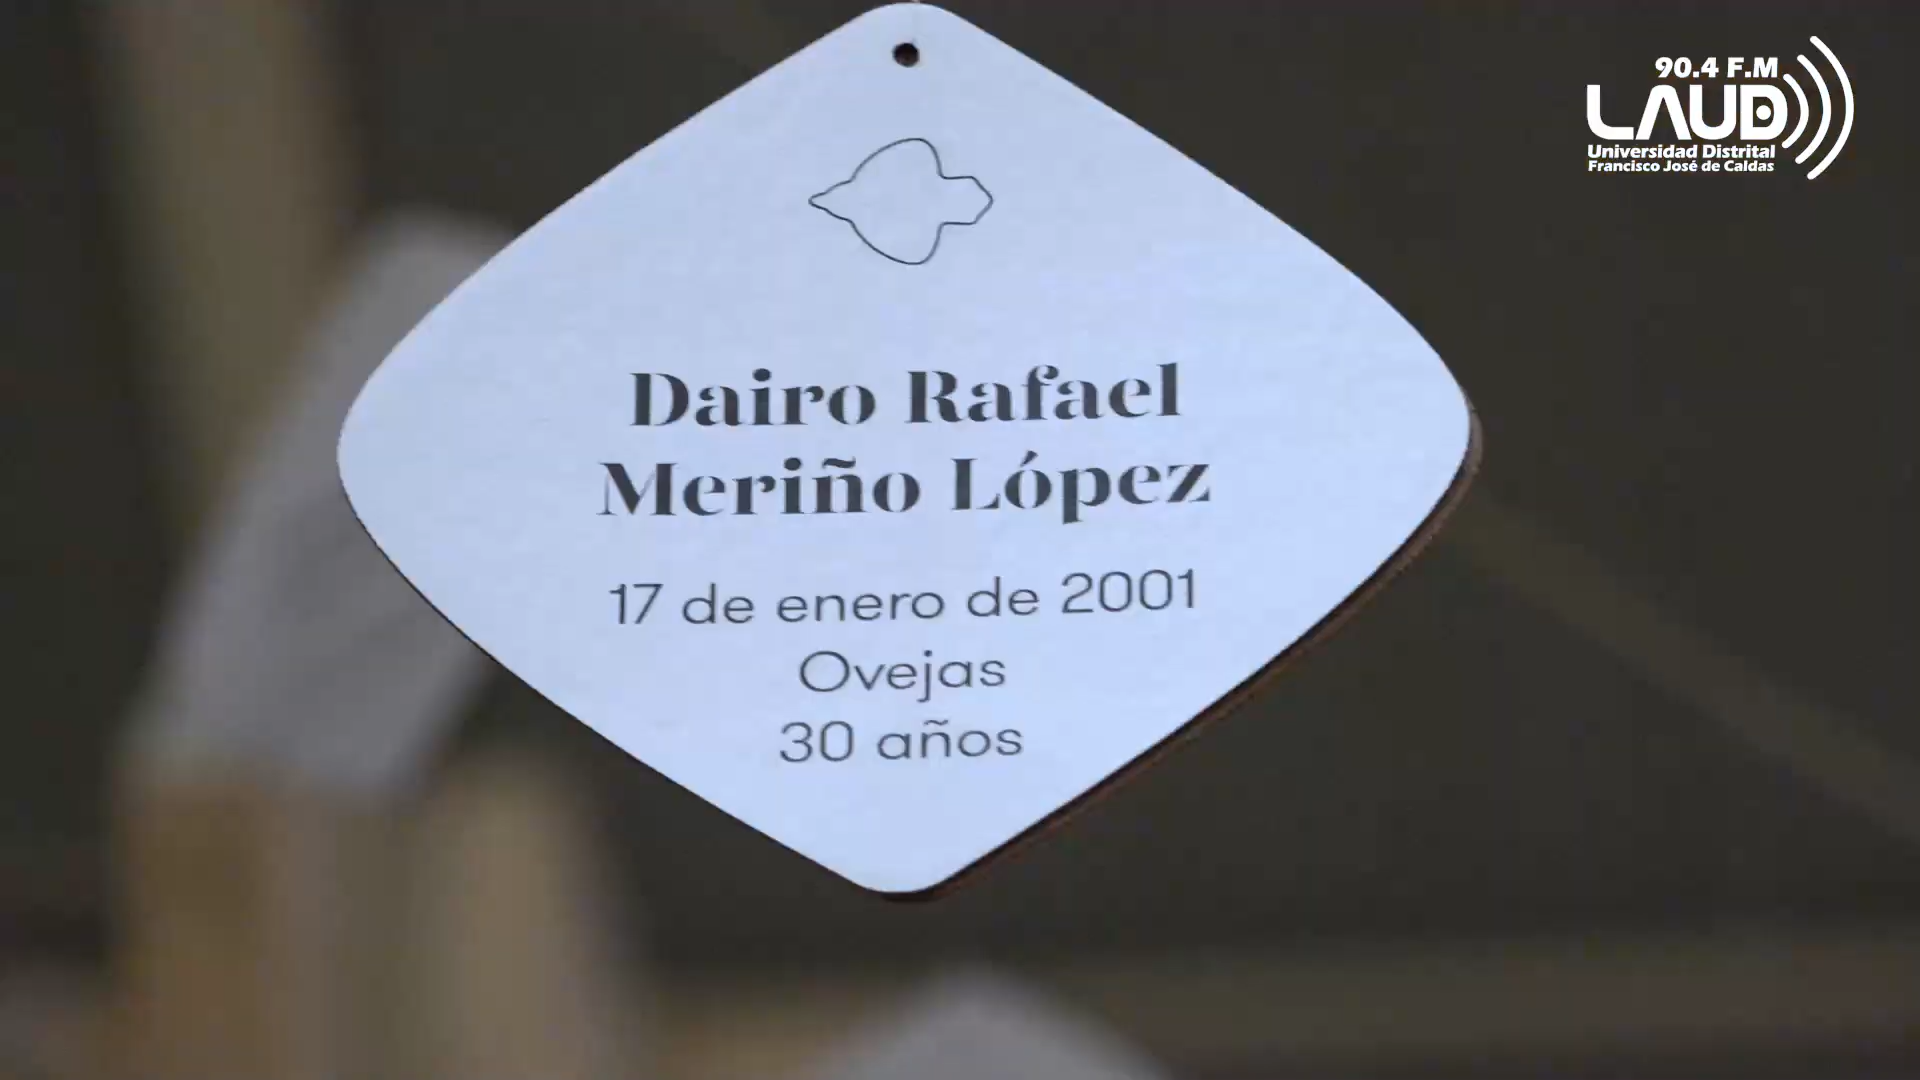 90.4 F.M
LAUD
Universidad Distrital
Francisco José de Caldas
Dairo Rafael
Meriño López
17 de enero de 2001
Ovejas
30 años